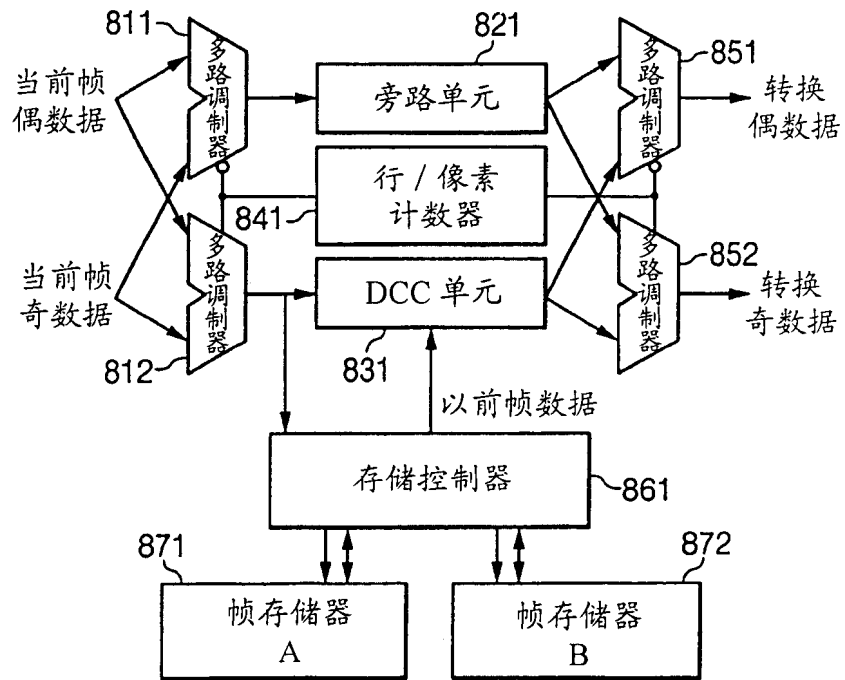 811
821
851
当前帧
偶数据
多路调制器
旁路单元
多路调制器
转换
偶数据
行/像素
计数器
841
当前帧
奇数据
多路调制器
DCC 单元
多路调制器
852
转换
奇数据
812
831
以前帧数据
存储控制器
861
871
872
帧存储器
A
帧存储器
B